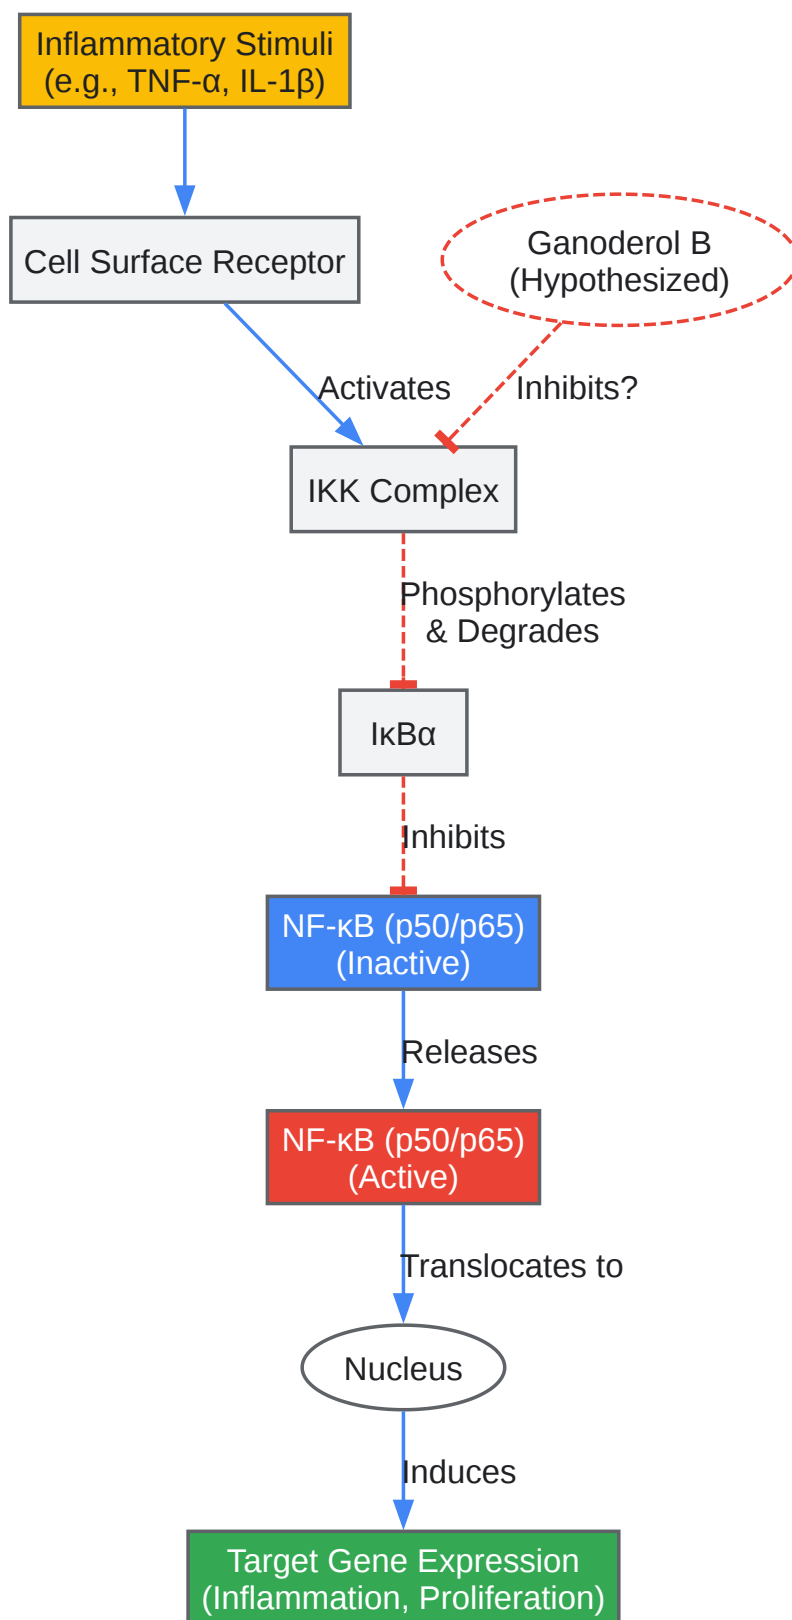 Inflammatory Stimuli
(e.g., TNF-α, IL-1β)
Cell Surface Receptor
Ganoderol B
(Hypothesized)
Activates
Inhibits?
IKK Complex
Phosphorylates
& Degrades
IκBα
Inhibits
NF-κB (p50/p65)
(Inactive)
Releases
NF-κB (p50/p65)
(Active)
Translocates to
Nucleus
Induces
Target Gene Expression
(Inflammation, Proliferation)